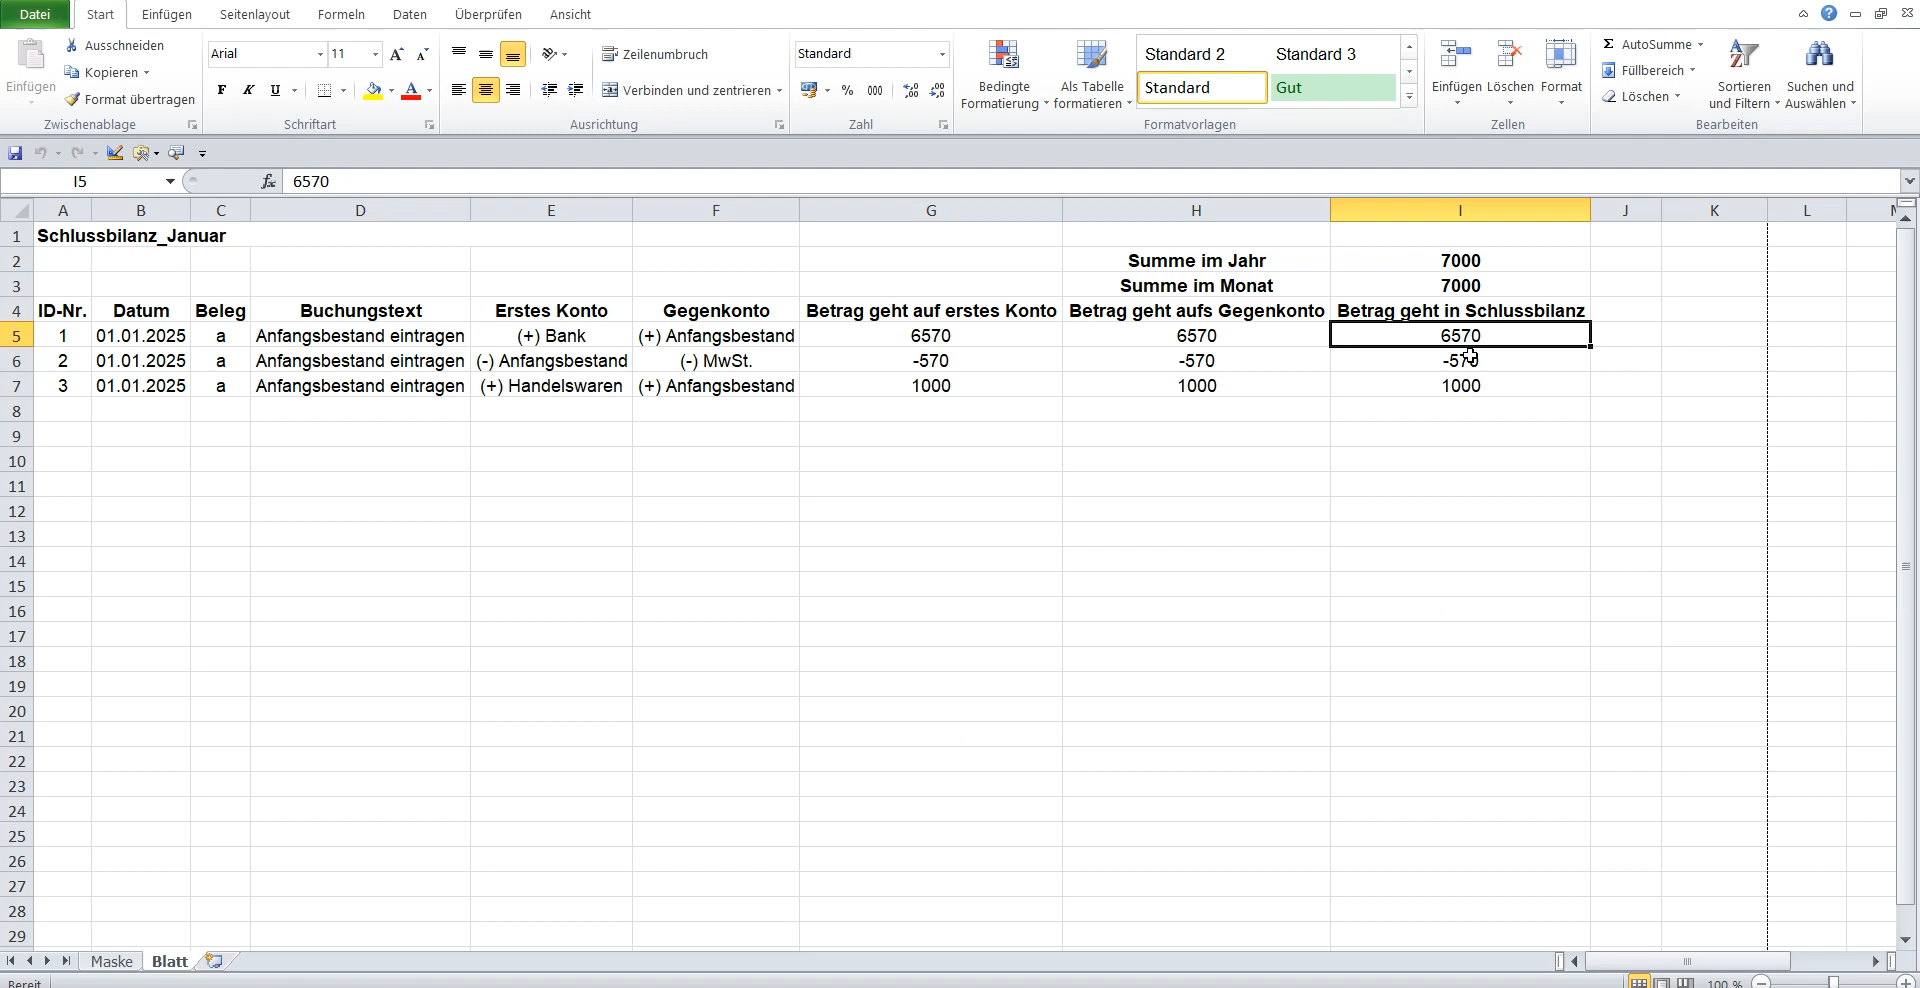 Datei Start Einfügen Seitenlayout Formeln Daten Überprüfen Ansicht
Einfügen
Ausschneiden
Kopieren
Format übertragen
Zwischenablage
Arial 11
F K U
Schriftart
Zeilenumbruch
Verbinden und zentrieren
Ausrichtung
Standard
% 000
Zahl
Bedingte Formatierung
Als Tabelle formatieren
Standard 2 Standard 3
Standard Gut
Formatvorlagen
Einfügen Löschen Format
Zellen
Σ AutoSumme
Füllbereich
Löschen
Sortieren und Filtern
Suchen und Auswählen
Bearbeiten
I5 fx 6570
A B C D E F G H I J K L M
1 Schlussbilanz_Januar
2 Summe im Jahr 7000
3 Summe im Monat 7000
4 ID-Nr. Datum Beleg Buchungstext Erstes Konto Gegenkonto Betrag geht auf erstes Konto Betrag geht aufs Gegenkonto Betrag geht in Schlussbilanz
5 1 01.01.2025 a Anfangsbestand eintragen (+) Bank (+) Anfangsbestand 6570 6570 6570
6 2 01.01.2025 a Anfangsbestand eintragen (-) Anfangsbestand (-) MwSt. -570 -570 -570
7 3 01.01.2025 a Anfangsbestand eintragen (+) Handelswaren (+) Anfangsbestand 1000 1000 1000
8
9
10
11
12
13
14
15
16
17
18
19
20
21
22
23
24
25
26
27
28
29
Maske Blatt
Bereit 100 %